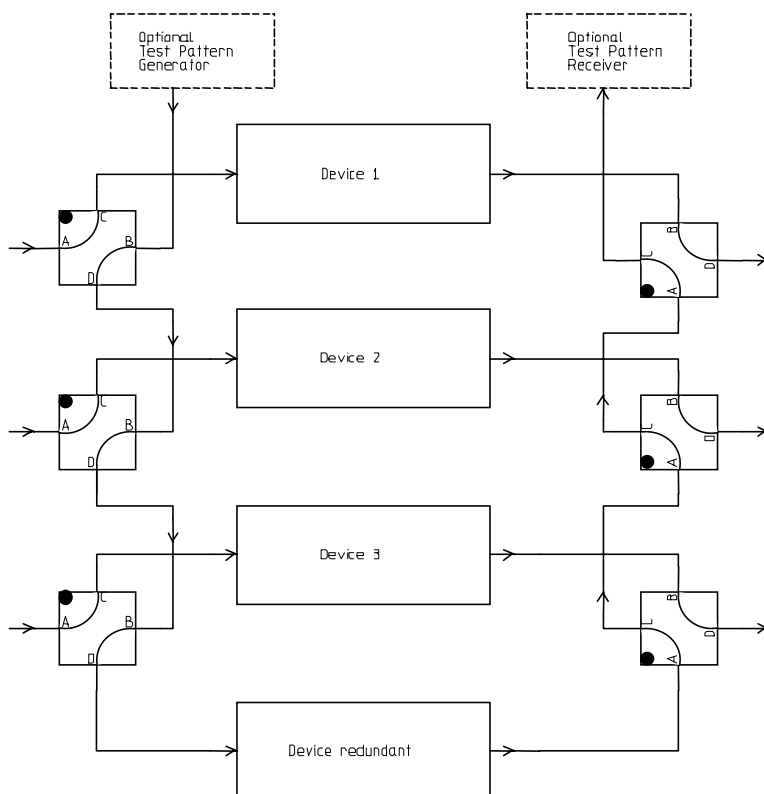 Optional
Test Pattern
Generator
Optional
Test Pattern
Receiver
Device 1
C
A
B
D
B
C
D
A
Device 2
C
A
B
D
B
C
D
A
Device 3
C
A
B
D
B
C
D
A
Device redundant